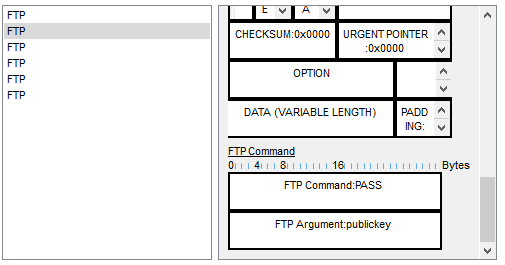 FTP
FTP
FTP
FTP
FTP
FTP
E A
CHECKSUM:0x0000
URGENT POINTER
:0x0000
OPTION
DATA (VARIABLE LENGTH)
PADD
ING:
FTP Command
0 4 8 16 Bytes
FTP Command:PASS
FTP Argument:publickey